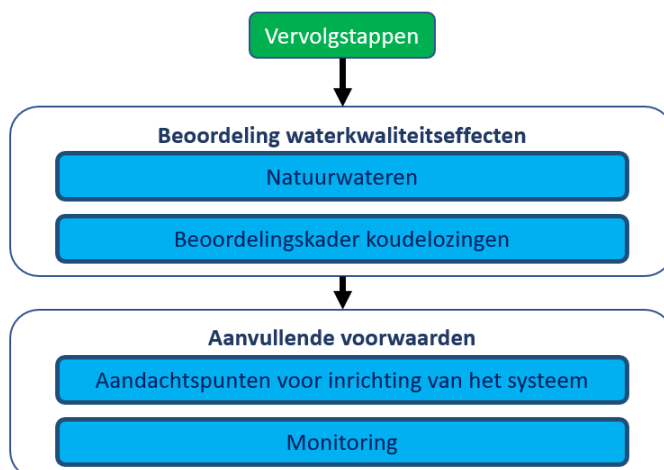 Vervolgstappen
Beoordeling waterkwaliteitseffecten
Natuurwateren
Beoordelingskader koudelozingen
Aanvullende voorwaarden
Aandachtspunten voor inrichting van het systeem
Monitoring